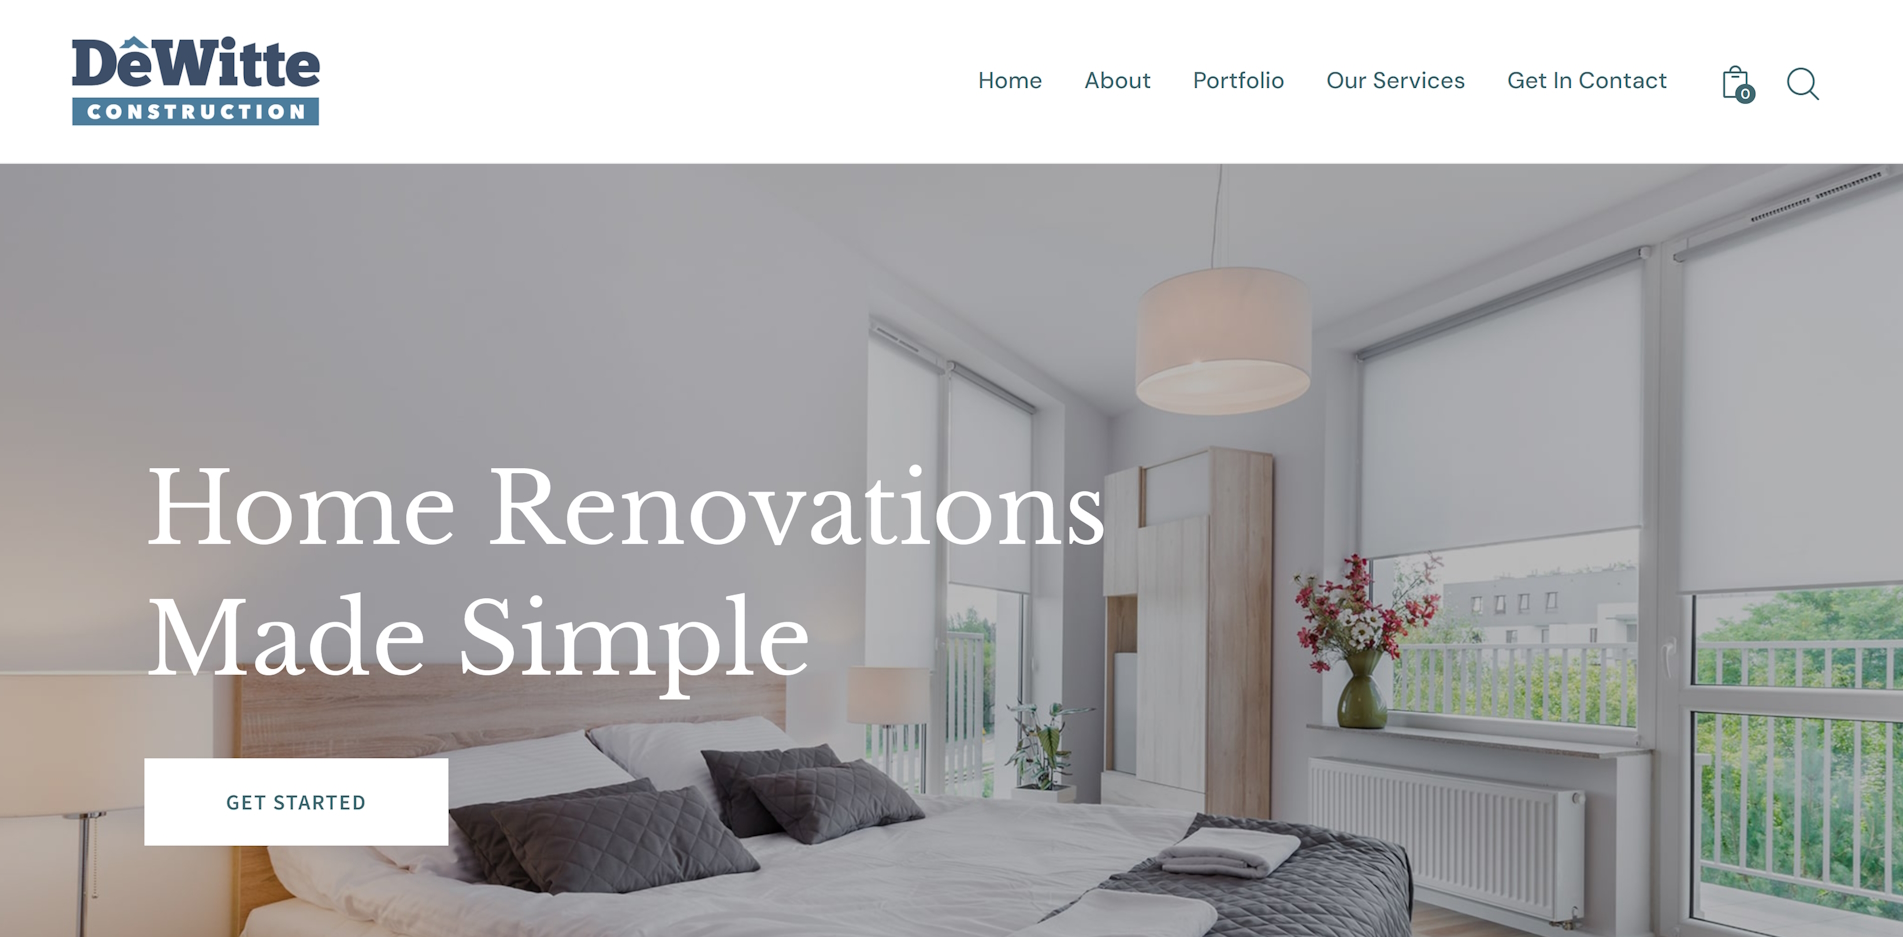 DeWitte
CONSTRUCTION
Home About Portfolio Our Services Get In Contact 0
Home Renovations
Made Simple
GET STARTED